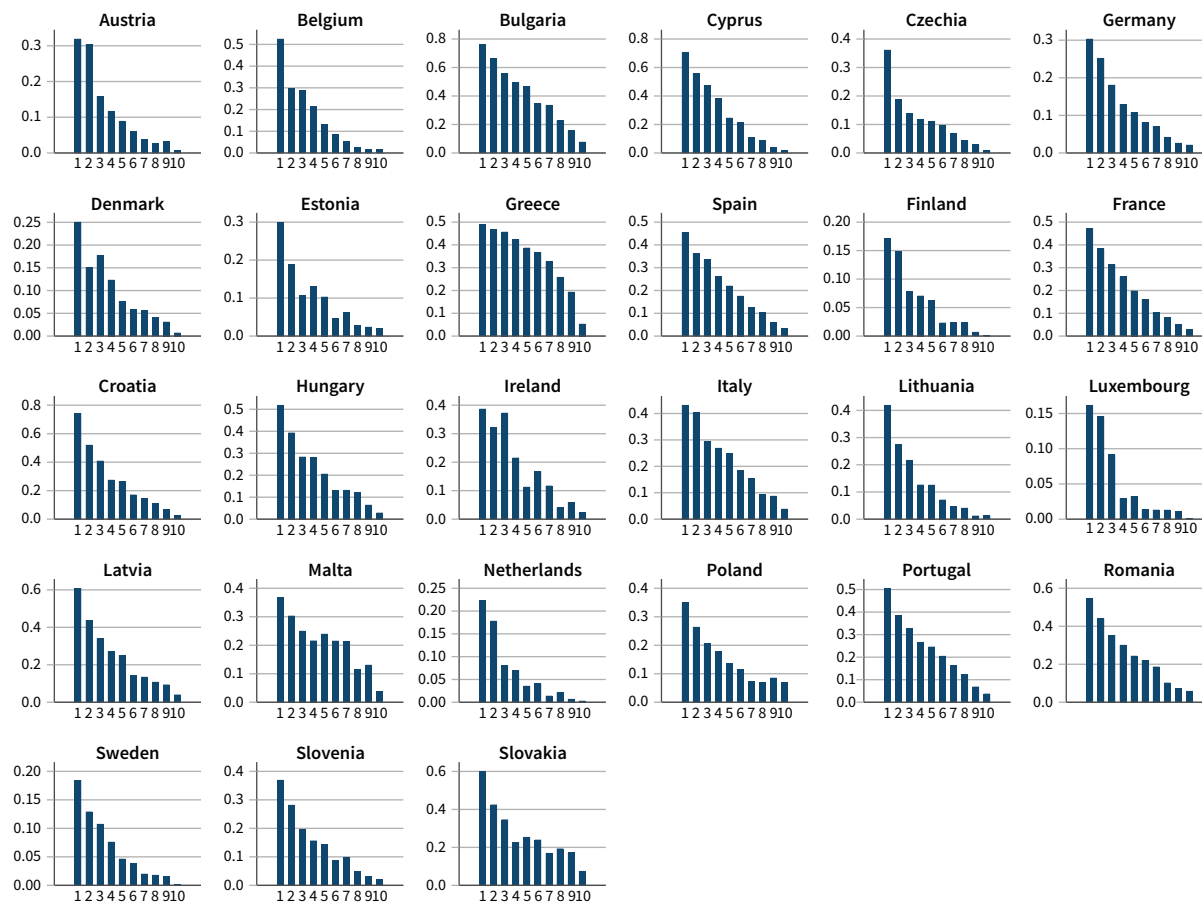 Austria
0.3
0.2
0.1
0.0
1 2 3 4 5 6 7 8 910
Belgium
0.5
0.4
0.3
0.2
0.1
0.0
1 2 3 4 5 6 7 8 910
Bulgaria
0.8
0.6
0.4
0.2
0.0
1 2 3 4 5 6 7 8 910
Cyprus
0.8
0.6
0.4
0.2
0.0
1 2 3 4 5 6 7 8 910
Czechia
0.4
0.3
0.2
0.1
0.0
1 2 3 4 5 6 7 8 910
Germany
0.3
0.2
0.1
0.0
1 2 3 4 5 6 7 8 910
Denmark
0.25
0.20
0.15
0.10
0.05
0.00
1 2 3 4 5 6 7 8 910
Estonia
0.3
0.2
0.1
0.0
1 2 3 4 5 6 7 8 910
Greece
0.5
0.4
0.3
0.2
0.1
0.0
1 2 3 4 5 6 7 8 910
Spain
0.5
0.4
0.3
0.2
0.1
0.0
1 2 3 4 5 6 7 8 910
Finland
0.20
0.15
0.10
0.05
0.00
1 2 3 4 5 6 7 8 910
France
0.5
0.4
0.3
0.2
0.1
0.0
1 2 3 4 5 6 7 8 910
Croatia
0.8
0.6
0.4
0.2
0.0
1 2 3 4 5 6 7 8 910
Hungary
0.5
0.4
0.3
0.2
0.1
0.0
1 2 3 4 5 6 7 8 910
Ireland
0.4
0.3
0.2
0.1
0.0
1 2 3 4 5 6 7 8 910
Italy
0.4
0.3
0.2
0.1
0.0
1 2 3 4 5 6 7 8 910
Lithuania
0.4
0.3
0.2
0.1
0.0
1 2 3 4 5 6 7 8 910
Luxembourg
0.15
0.10
0.05
0.00
1 2 3 4 5 6 7 8 910
Latvia
0.6
0.4
0.2
0.0
1 2 3 4 5 6 7 8 910
Malta
0.4
0.3
0.2
0.1
0.0
1 2 3 4 5 6 7 8 910
Netherlands
0.25
0.20
0.15
0.10
0.05
0.00
1 2 3 4 5 6 7 8 910
Poland
0.4
0.3
0.2
0.1
0.0
1 2 3 4 5 6 7 8 910
Portugal
0.5
0.4
0.3
0.2
0.1
0.0
1 2 3 4 5 6 7 8 910
Romania
0.6
0.4
0.2
0.0
1 2 3 4 5 6 7 8 910
Sweden
0.20
0.15
0.10
0.05
0.00
1 2 3 4 5 6 7 8 910
Slovenia
0.4
0.3
0.2
0.1
0.0
1 2 3 4 5 6 7 8 910
Slovakia
0.6
0.4
0.2
0.0
1 2 3 4 5 6 7 8 910